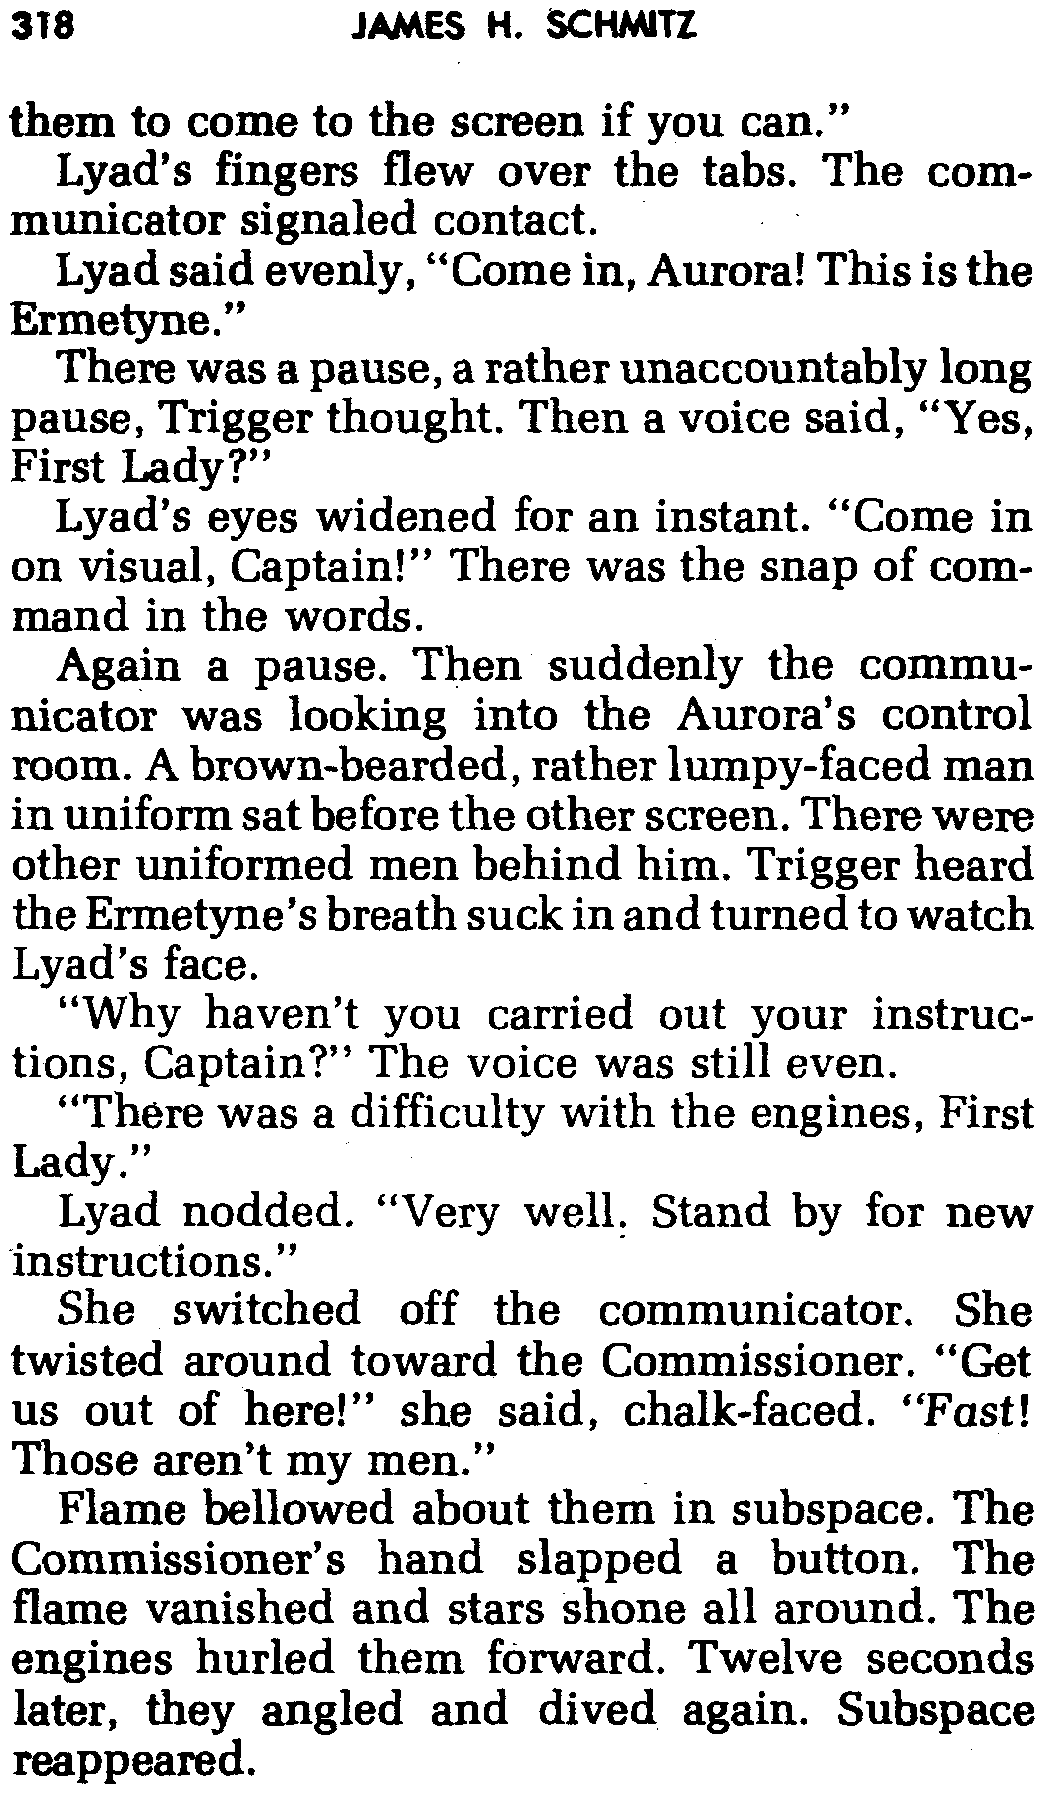 318 JAMES H. SCHMITZ
them to come to the screen if you can."
Lyad's fingers flew over the tabs. The com-
municator signaled contact.
Lyad said evenly, "Come in, Aurora! This is the
Ermetyne."
There was a pause, a rather unaccountably long
pause, Trigger thought. Then a voice said, "Yes,
First Lady?"
Lyad's eyes widened for an instant. "Come in
on visual, Captain!" There was the snap of com-
mand in the words.
Again a pause. Then suddenly the commu-
nicator was looking into the Aurora's control
room. A brown-bearded, rather lumpy-faced man
in uniform sat before the other screen. There were
other uniformed men behind him. Trigger heard
the Ermetyne's breath suck in and turned to watch
Lyad's face.
"Why haven't you carried out your instruc-
tions, Captain?" The voice was still even.
"There was a difficulty with the engines, First
Lady."
Lyad nodded. "Very well. Stand by for new
instructions."
She switched off the communicator. She
twisted around toward the Commissioner. "Get
us out of here!" she said, chalk-faced. "Fast!
Those aren't my men."
Flame bellowed about them in subspace. The
Commissioner's hand slapped a button. The
flame vanished and stars shone all around. The
engines hurled them forward. Twelve seconds
later, they angled and dived again. Subspace
reappeared.